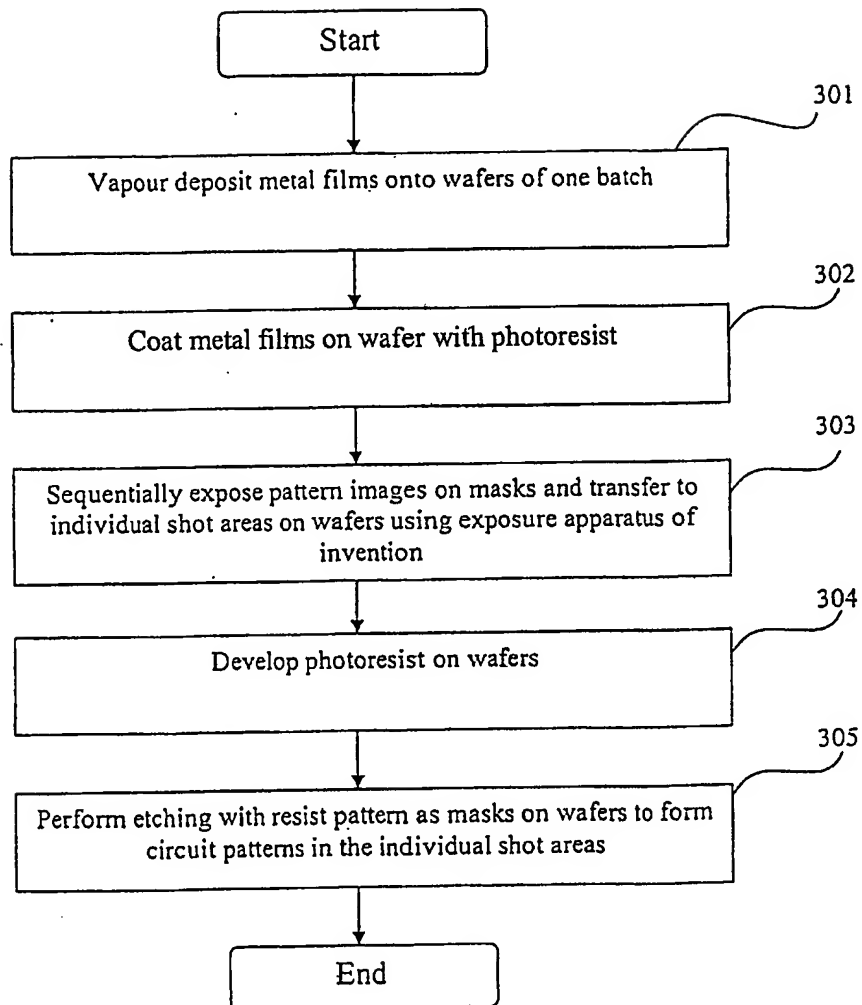 Start
301
Vapour deposit metal films onto wafers of one batch
302
Coat metal films on wafer with photoresist
303
Sequentially expose pattern images on masks and transfer to
individual shot areas on wafers using exposure apparatus of
invention
304
Develop photoresist on wafers
305
Perform etching with resist pattern as masks on wafers to form
circuit patterns in the individual shot areas
End